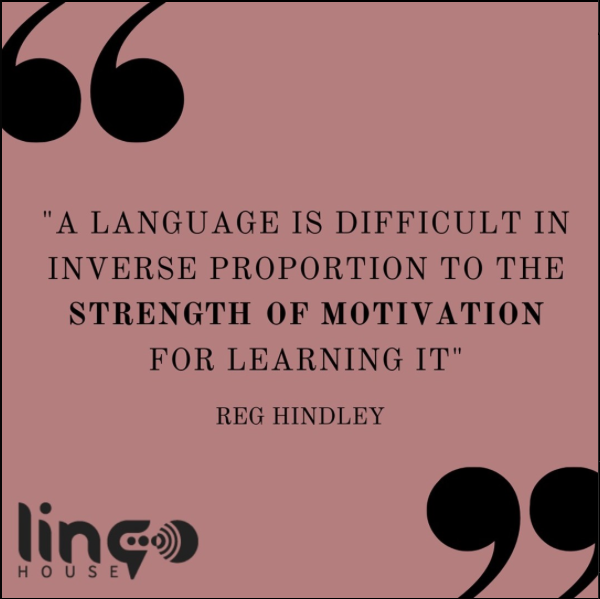 "A LANGUAGE IS DIFFICULT IN
INVERSE PROPORTION TO THE
STRENGTH OF MOTIVATION
FOR LEARNING IT"
REG HINDLEY
lingo
HOUSE